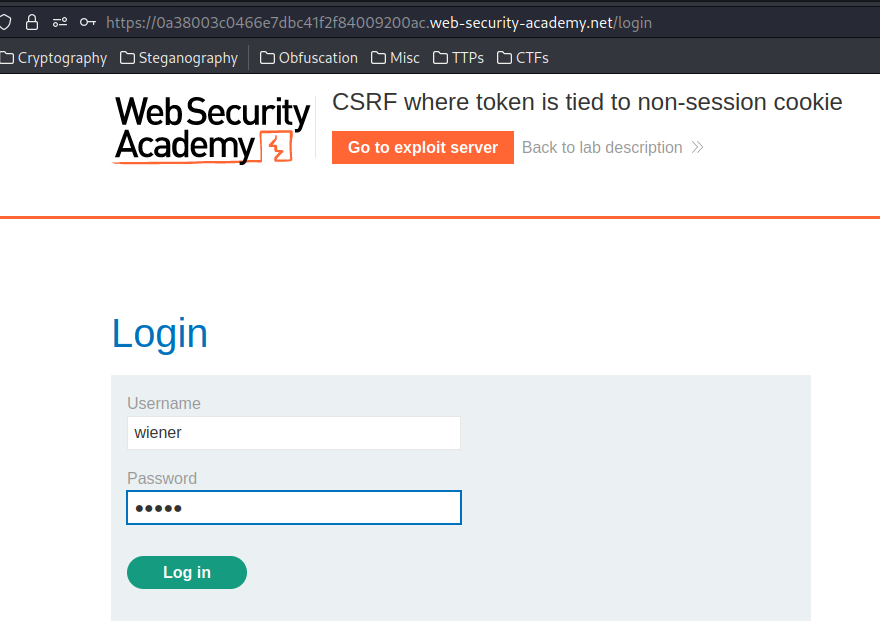 https://0a38003c0466e7dbc41f2f84009200ac.web-security-academy.net/login
Cryptography Steganography Obfuscation Misc TTPs CTFs
Web Security
Academy
CSRF where token is tied to non-session cookie
Go to exploit server Back to lab description
Login
Username
wiener
Password
•••••
Log in